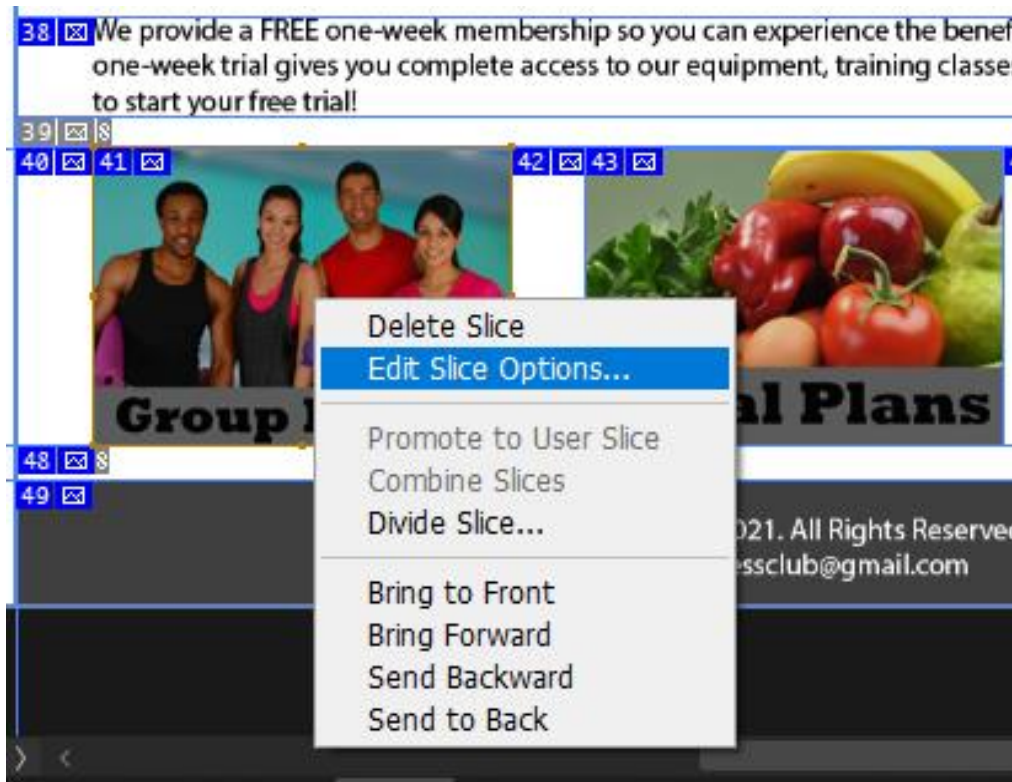 38 We provide a FREE one-week membership so you can experience the benef
one-week trial gives you complete access to our equipment, training classes
to start your free trial!
39 8
40 41 42 43
Group
al Plans
Delete Slice
Edit Slice Options...
Promote to User Slice
Combine Slices
Divide Slice...
Bring to Front
Bring Forward
Send Backward
Send to Back
48 8
49
021. All Rights Reserved
essclub@gmail.com